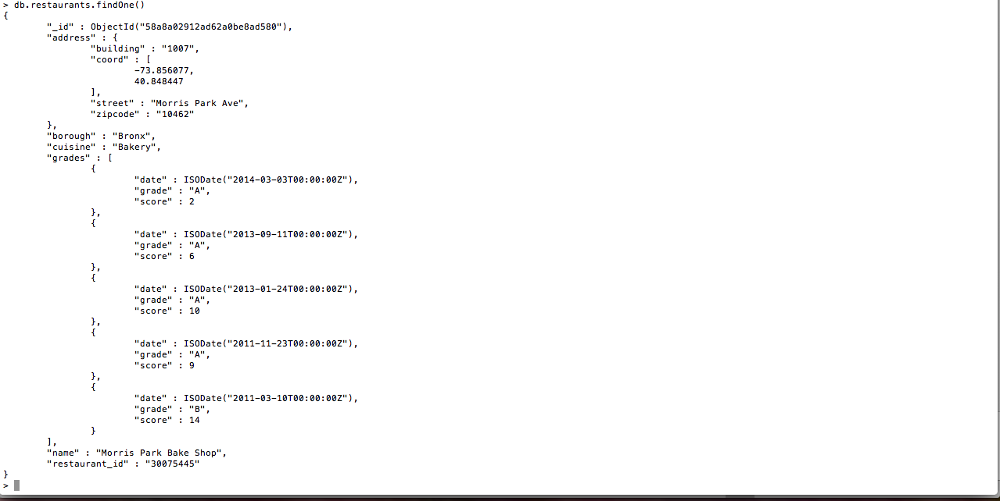 > db.restaurants.findOne()
{
        "_id" : ObjectId("58a8a02912ad62a0be8ad580"),
        "address" : {
                "building" : "1007",
                "coord" : [
                        -73.856077,
                        40.848447
                ],
                "street" : "Morris Park Ave",
                "zipcode" : "10462"
        },
        "borough" : "Bronx",
        "cuisine" : "Bakery",
        "grades" : [
                {
                        "date" : ISODate("2014-03-03T00:00:00Z"),
                        "grade" : "A",
                        "score" : 2
                },
                {
                        "date" : ISODate("2013-09-11T00:00:00Z"),
                        "grade" : "A",
                        "score" : 6
                },
                {
                        "date" : ISODate("2013-01-24T00:00:00Z"),
                        "grade" : "A",
                        "score" : 10
                },
                {
                        "date" : ISODate("2011-11-23T00:00:00Z"),
                        "grade" : "A",
                        "score" : 9
                },
                {
                        "date" : ISODate("2011-03-10T00:00:00Z"),
                        "grade" : "B",
                        "score" : 14
                }
        ],
        "name" : "Morris Park Bake Shop",
        "restaurant_id" : "30075445"
}
>